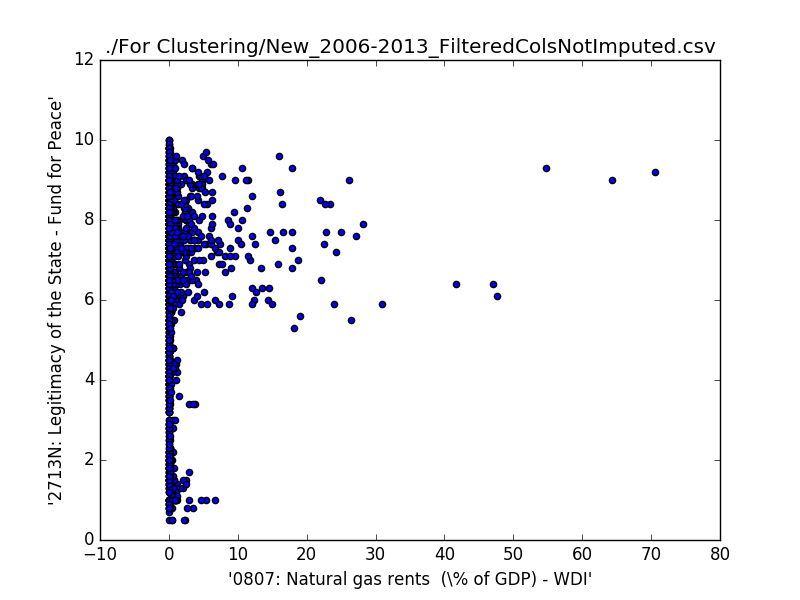 ./For Clustering/New_2006-2013_FilteredColsNotImputed.csv
12
10
8
6
4
2
0
'2713N: Legitimacy of the State - Fund for Peace'
−10 0 10 20 30 40 50 60 70 80
'0807: Natural gas rents  (\% of GDP) - WDI'